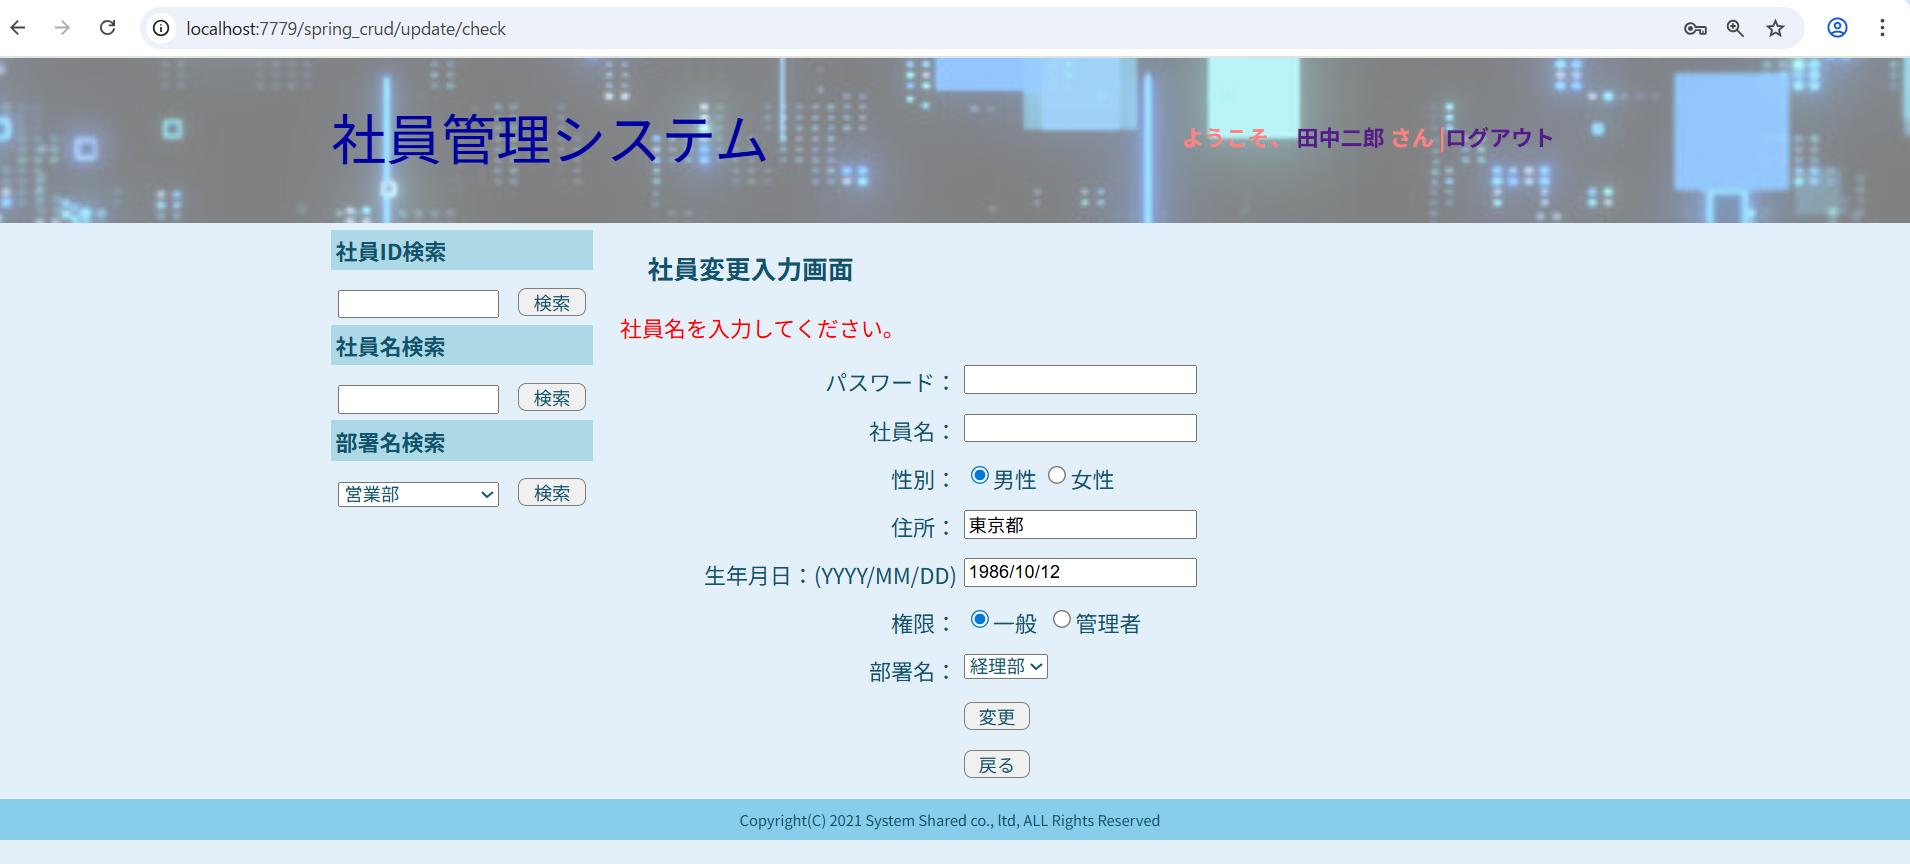 localhost:7779/spring_crud/update/check
社員管理システム
ようこそ、 田中二郎 さん |ログアウト
社員ID検索
検索
社員名検索
検索
部署名検索
営業部 検索
社員変更入力画面
社員名を入力してください。
パスワード：
社員名：
性別： 男性 女性
住所： 東京都
生年月日：(YYYY/MM/DD) 1986/10/12
権限： 一般 管理者
部署名： 経理部
変更
戻る
Copyright(C) 2021 System Shared co., ltd, ALL Rights Reserved